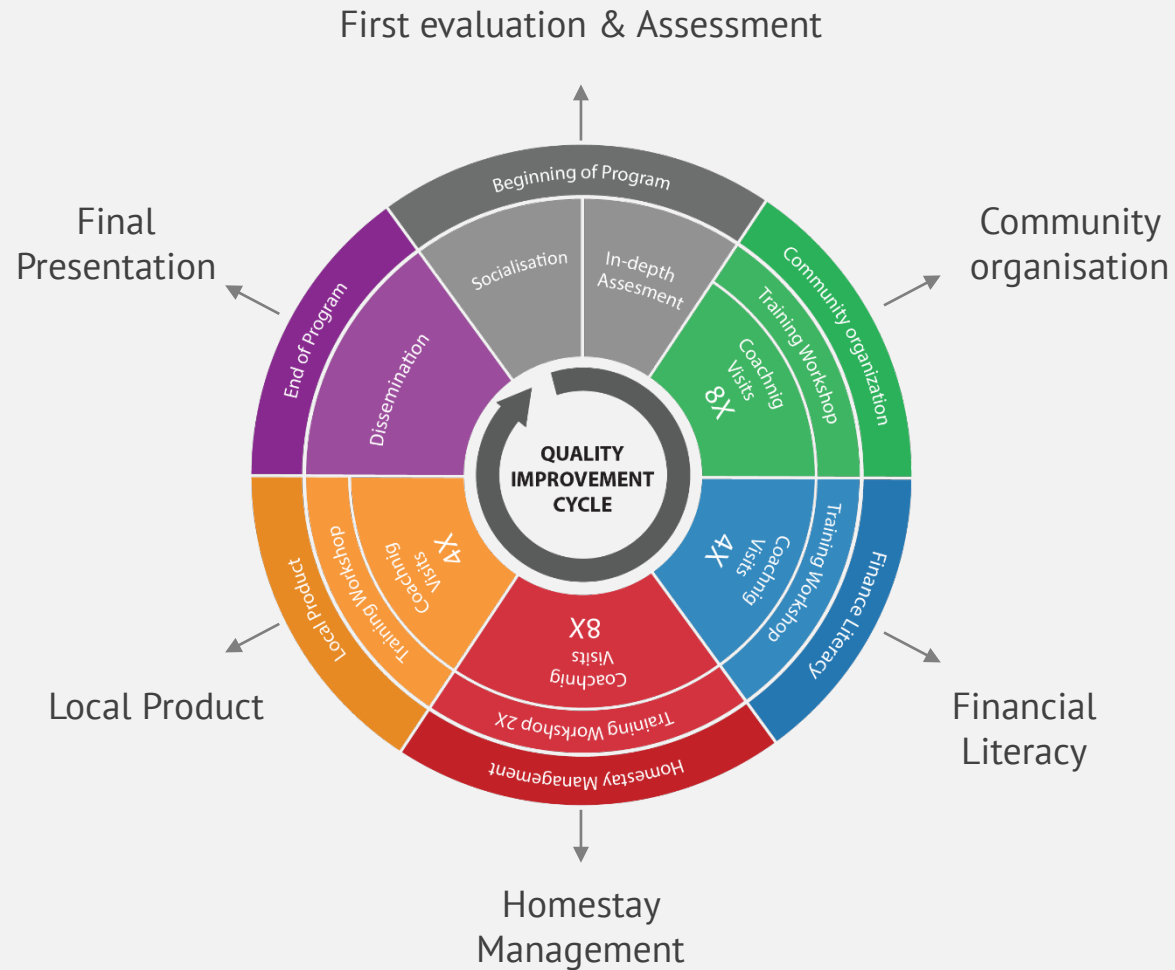 First evaluation & Assessment
Beginning of Program
Socialisation
In-depth
Assesment
Community
organisation
Community organization
Training Workshop
Coachnig
Visits
8X
Financial
Literacy
Finance Literacy
Training Workshop
Coachnig
Visits
4X
Homestay
Management
Homestay Management
Training Workshop 2X
Coachnig
Visits
8X
Local Product
Local Product
Training Workshop
Coachnig
Visits
4X
Final
Presentation
End of Program
Dissemination
QUALITY
IMPROVEMENT
CYCLE